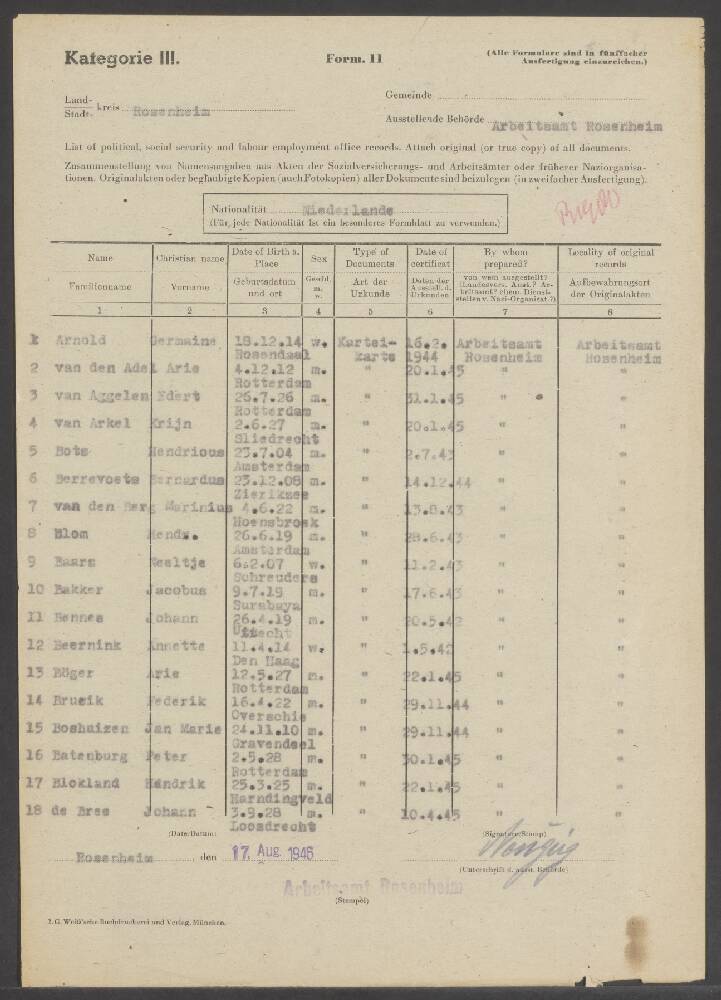 Kategorie III.
Form. 11
(Alle Formulare sind in fünffacher
Ausfertigung einzureichen.)
Land-
Stadt- kreis Rosenheim
Gemeinde
Ausstellende Behörde Arbeitsamt Rosenheim
List of political, social security and labour employment office records. Attach original (or true copy) of all documents.
Zusammenstellung von Namensangaben aus Akten der Sozialversicherungs- und Arbeitsämter oder früherer Naziorganisa-
tionen. Originalakten oder beglaubigte Kopien (auch Fotokopien) aller Dokumente sind beizulegen (in zweifacher Ausfertigung).
Nationalität Niederlande
(Für jede Nationalität ist ein besonderes Formblatt zu verwenden.)
Name Christian name Date of Birth a. Place Sex Type of Documents Date of certificat By whom prepared? Locality of original records
Familienname Vorname Geburtsdatum und ort Geschl. m. w. Art der Urkunde Daten der Ausstell. d. Urkunden von wem ausgestellt? (Landesvers. Anst.? Ar- beitsamt? ehem. Dienst- stellen v. Nazi-Organisat.?) Aufbewahrungsort der Originalakten
1 2 3 4 5 6 7 8
1 Arnold Germaine 18.12.14 w. Kartei- 16.2. Arbeitsamt Arbeitsamt
Rosendaal karte 1944 Rosenheim Rosenheim
2 van den Adel Arie 4.12.12 m. " 20.1.45 " "
Rotterdam
3 van Aggelen Edert 26.7.26 m. " 31.1.45 " "
Rotterdam
4 van Arkel Krijn 2.6.27 m. " 20.1.45 " "
Sliedrecht
5 Bots Hendricus 23.7.04 m. " 2.7.43 " "
Amsterdam
6 Berrevoets Bernardus 23.12.08 m. " 14.12.44 " "
Zierikzee
7 van den Berg Marinius 4.6.22 m. " 13.8.43 " "
Hoensbroek
8 Blom Hendr. 26.6.19 m. " 28.6.43 " "
Amsterdam
9 Baars Neeltje 6.2.07 w. " 11.2.43 " "
Schreuders
10 Bakker Jacobus 9.7.19 m. " 17.6.43 " "
Surabaya
11 Bennes Johann 26.4.19 m. " 20.5.42 " "
Utrecht
12 Beernink Annette 11.4.14 w. " 1.5.42 " "
Den Haag
13 Böger Arie 12.5.27 m. " 22.1.45 " "
Rotterdam
14 Brusik Federik 16.4.22 m. " 29.11.44 " "
Overschie
15 Boshuizen Jan Marie 24.11.10 m. " 29.11.44 " "
Gravendeel
16 Batenburg Peter 2.5.28 m. " 30.1.45 " "
Rotterdam
17 Blokland Hendrik 25.3.25 m. " 22.1.45 " "
Harndingveld
18 de Bree Johann 3.9.28 m. " 10.4.45 " "
Loosdrecht
(Date/Datum) (Signature/Stamp)
Rosenheim den 17. Aug. 1946
(Unterschrift d. ausst. Behörde)
Arbeitsamt Rosenheim
(Stempel)
J. G. Weiß'sche Buchdruckerei und Verlag, München.